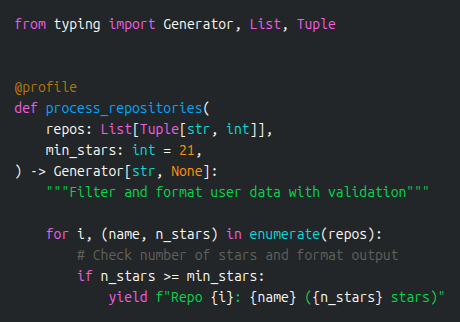 from typing import Generator, List, Tuple
@profile
def process_repositories(
    repos: List[Tuple[str, int]],
    min_stars: int = 21,
) -> Generator[str, None]:
    """Filter and format user data with validation"""
    for i, (name, n_stars) in enumerate(repos):
        # Check number of stars and format output
        if n_stars >= min_stars:
            yield f"Repo {i}: {name} ({n_stars} stars)"